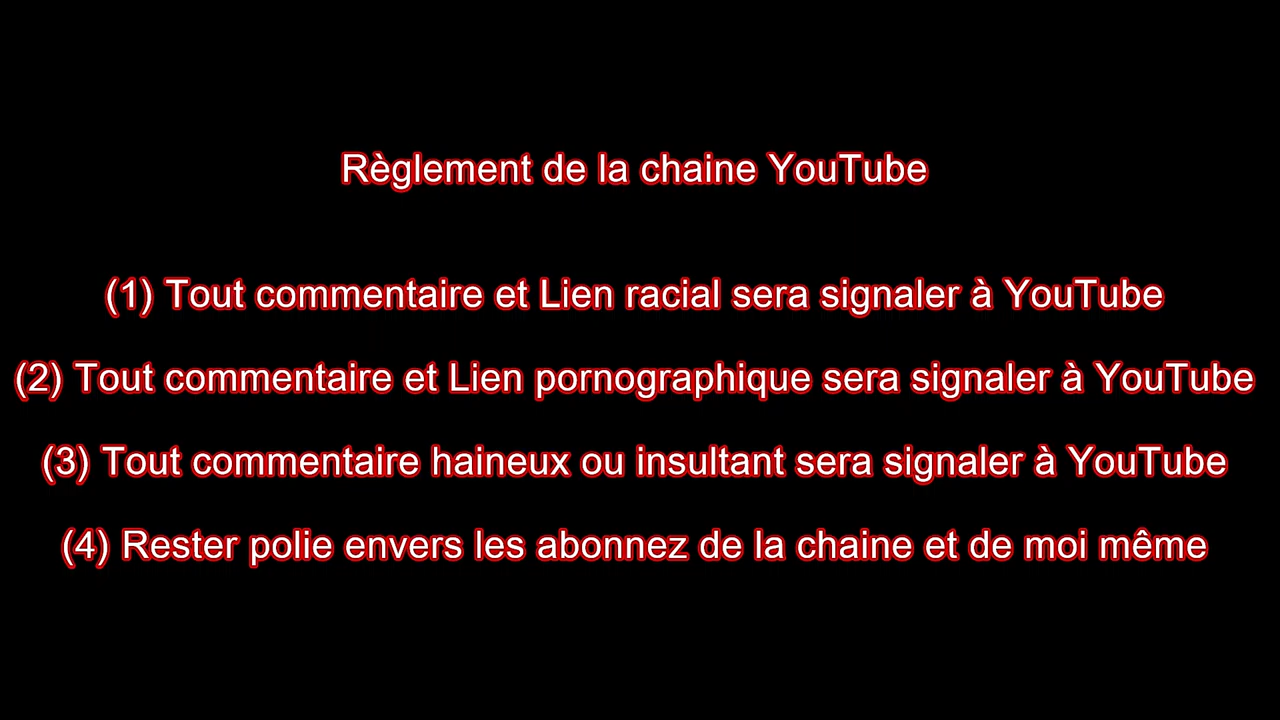 Règlement de la chaine YouTube
(1) Tout commentaire et Lien racial sera signaler à YouTube
(2) Tout commentaire et Lien pornographique sera signaler à YouTube
(3) Tout commentaire haineux ou insultant sera signaler à YouTube
(4) Rester polie envers les abonnez de la chaine et de moi même